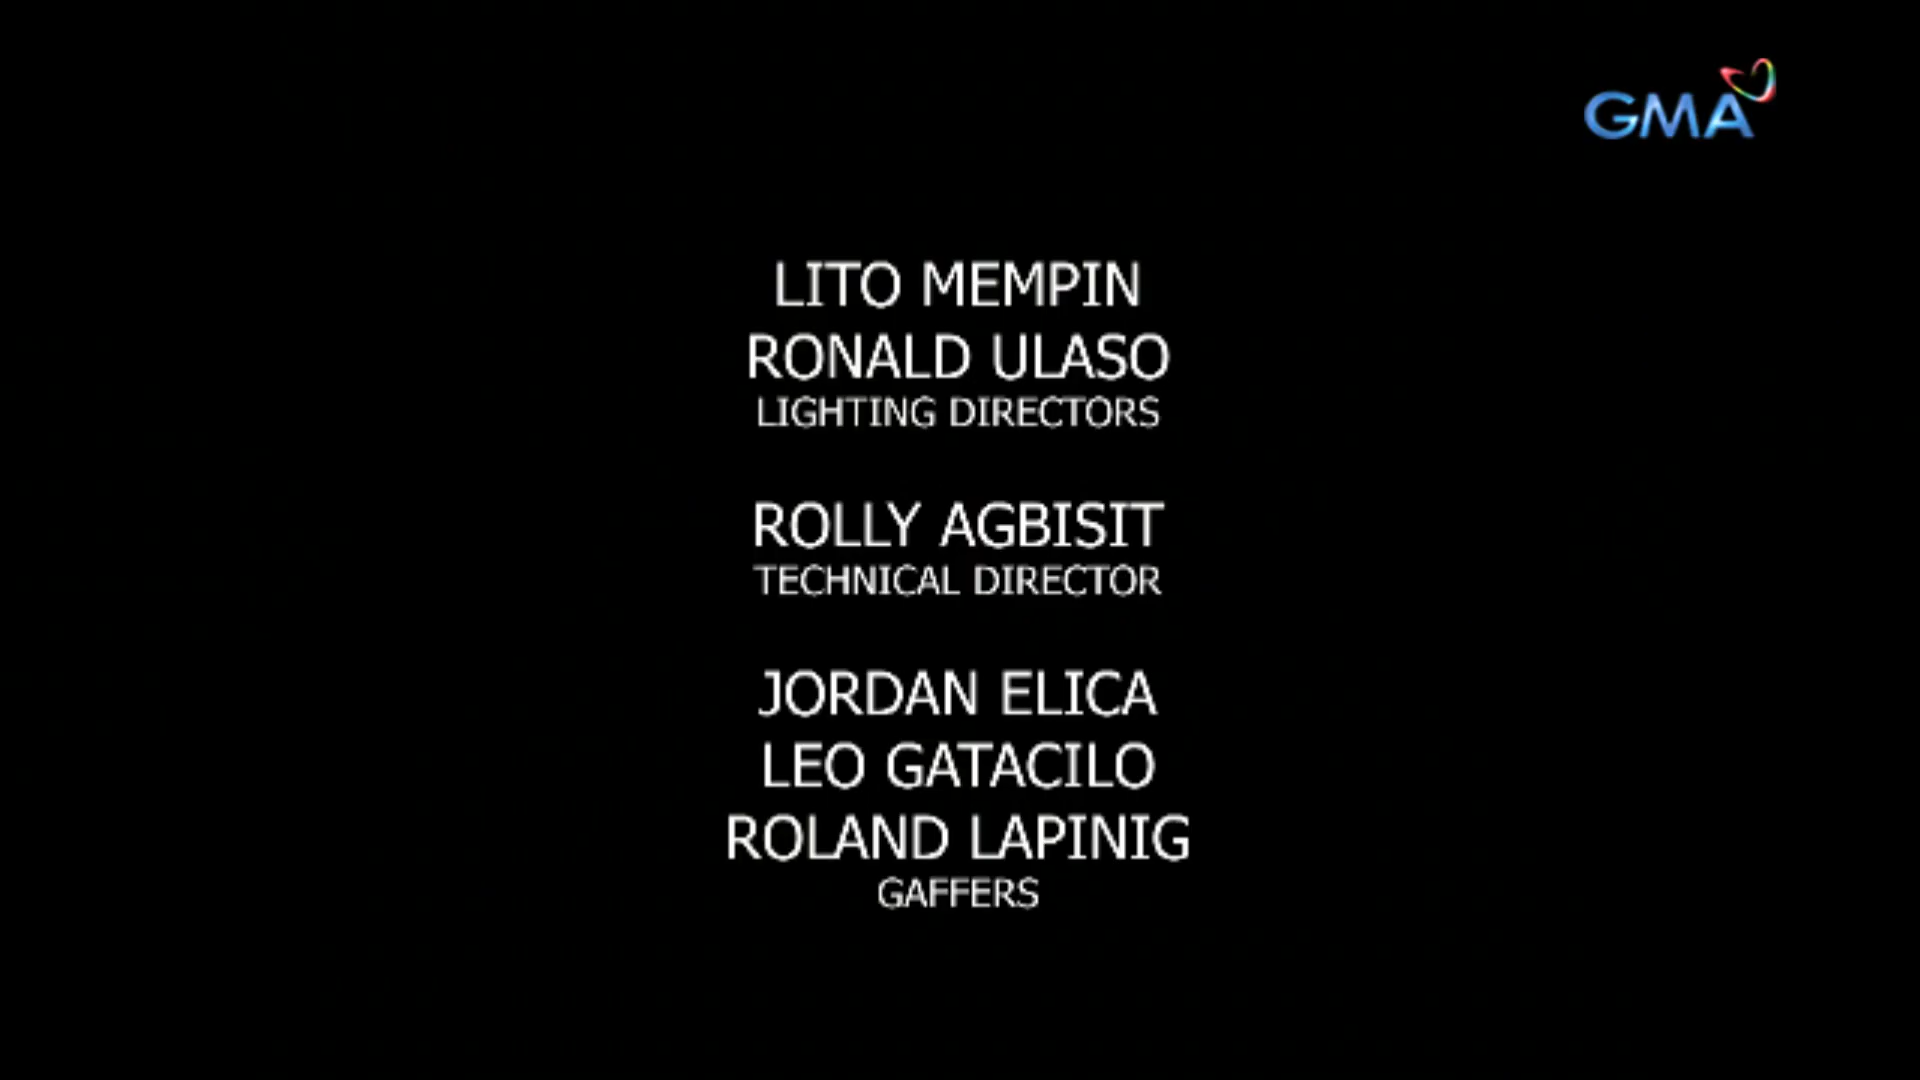 GMA
LITO MEMPIN
RONALD ULASO
LIGHTING DIRECTORS
ROLLY AGBISIT
TECHNICAL DIRECTOR
JORDAN ELICA
LEO GATACILO
ROLAND LAPINIG
GAFFERS